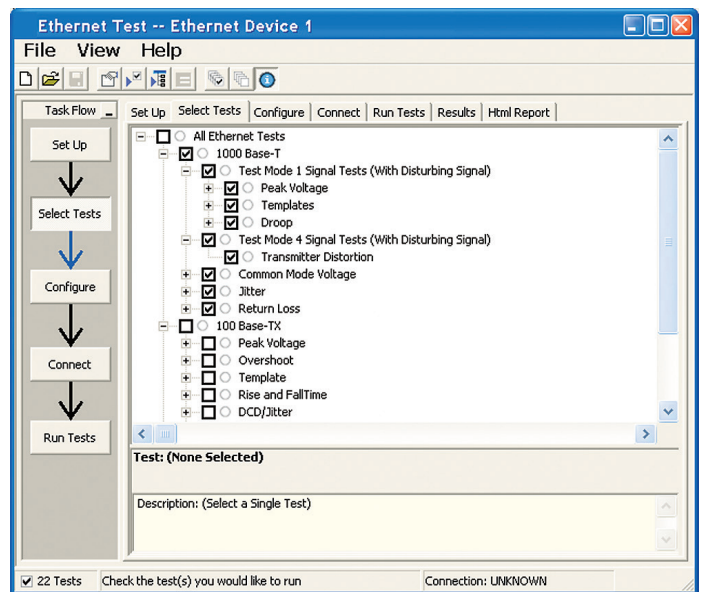 Ethernet Test -- Ethernet Device 1
File View Help
Task Flow
Set Up
Select Tests
Configure
Connect
Run Tests
Set Up Select Tests Configure Connect Run Tests Results Html Report
All Ethernet Tests
1000 Base-T
Test Mode 1 Signal Tests (With Disturbing Signal)
Peak Voltage
Templates
Droop
Test Mode 4 Signal Tests (With Disturbing Signal)
Transmitter Distortion
Common Mode Voltage
Jitter
Return Loss
100 Base-TX
Peak Voltage
Overshoot
Template
Rise and FallTime
DCD/Jitter
Test: (None Selected)
Description: (Select a Single Test)
22 Tests Check the test(s) you would like to run Connection: UNKNOWN